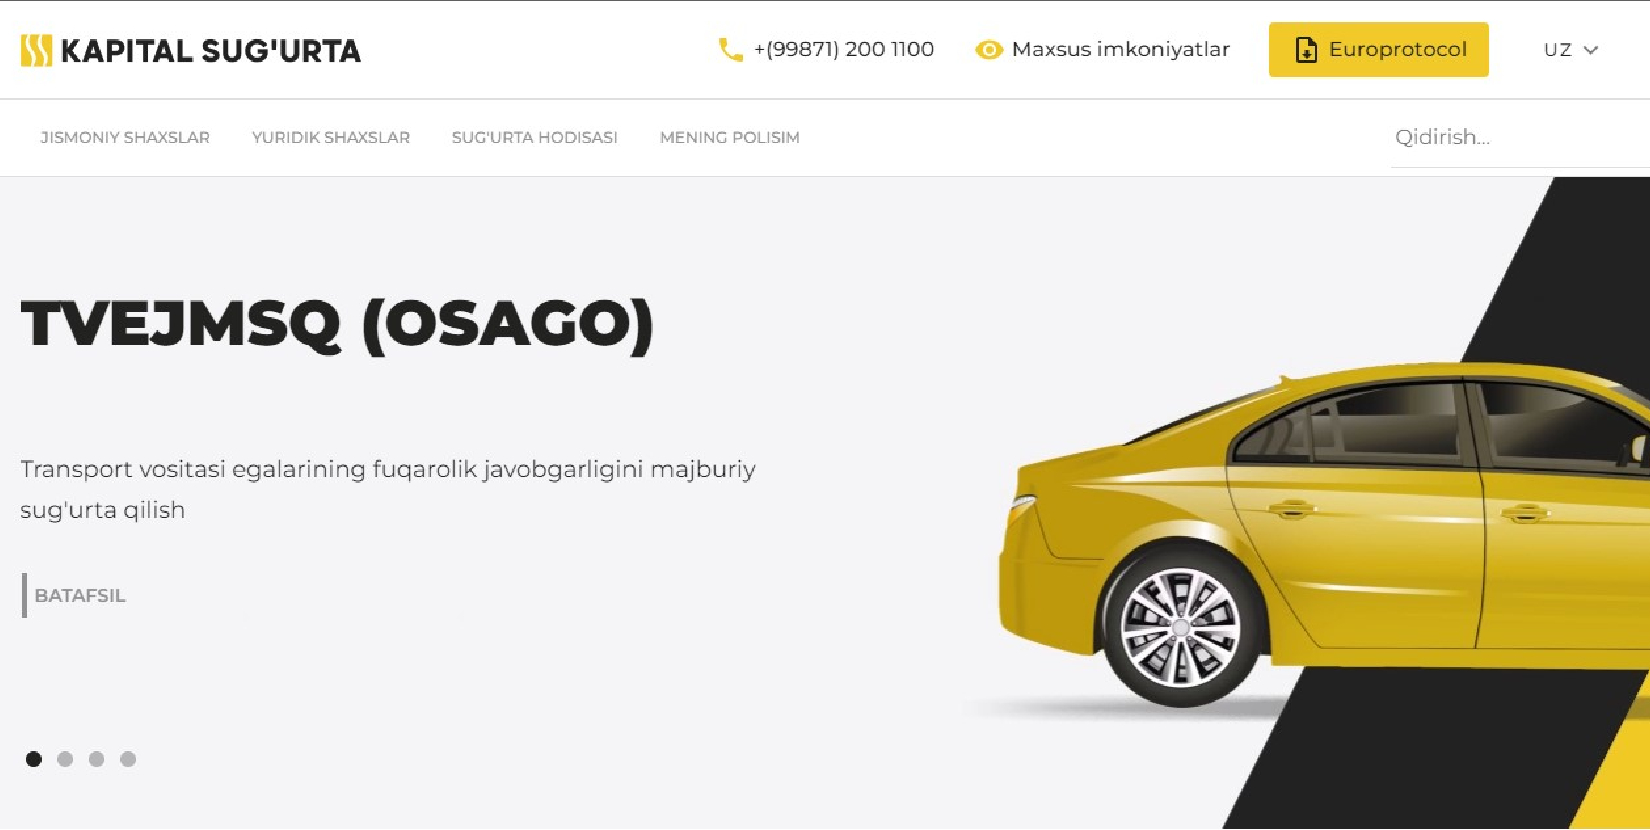 KAPITAL SUG'URTA
+(99871) 200 1100
Maxsus imkoniyatlar
Europrotocol
UZ
JISMONIY SHAXSLAR
YURIDIK SHAXSLAR
SUG'URTA HODISASI
MENING POLISIM
Qidirish...
TVEJMSQ (OSAGO)
Transport vositasi egalarining fuqarolik javobgarligini majburiy
sug'urta qilish
BATAFSIL